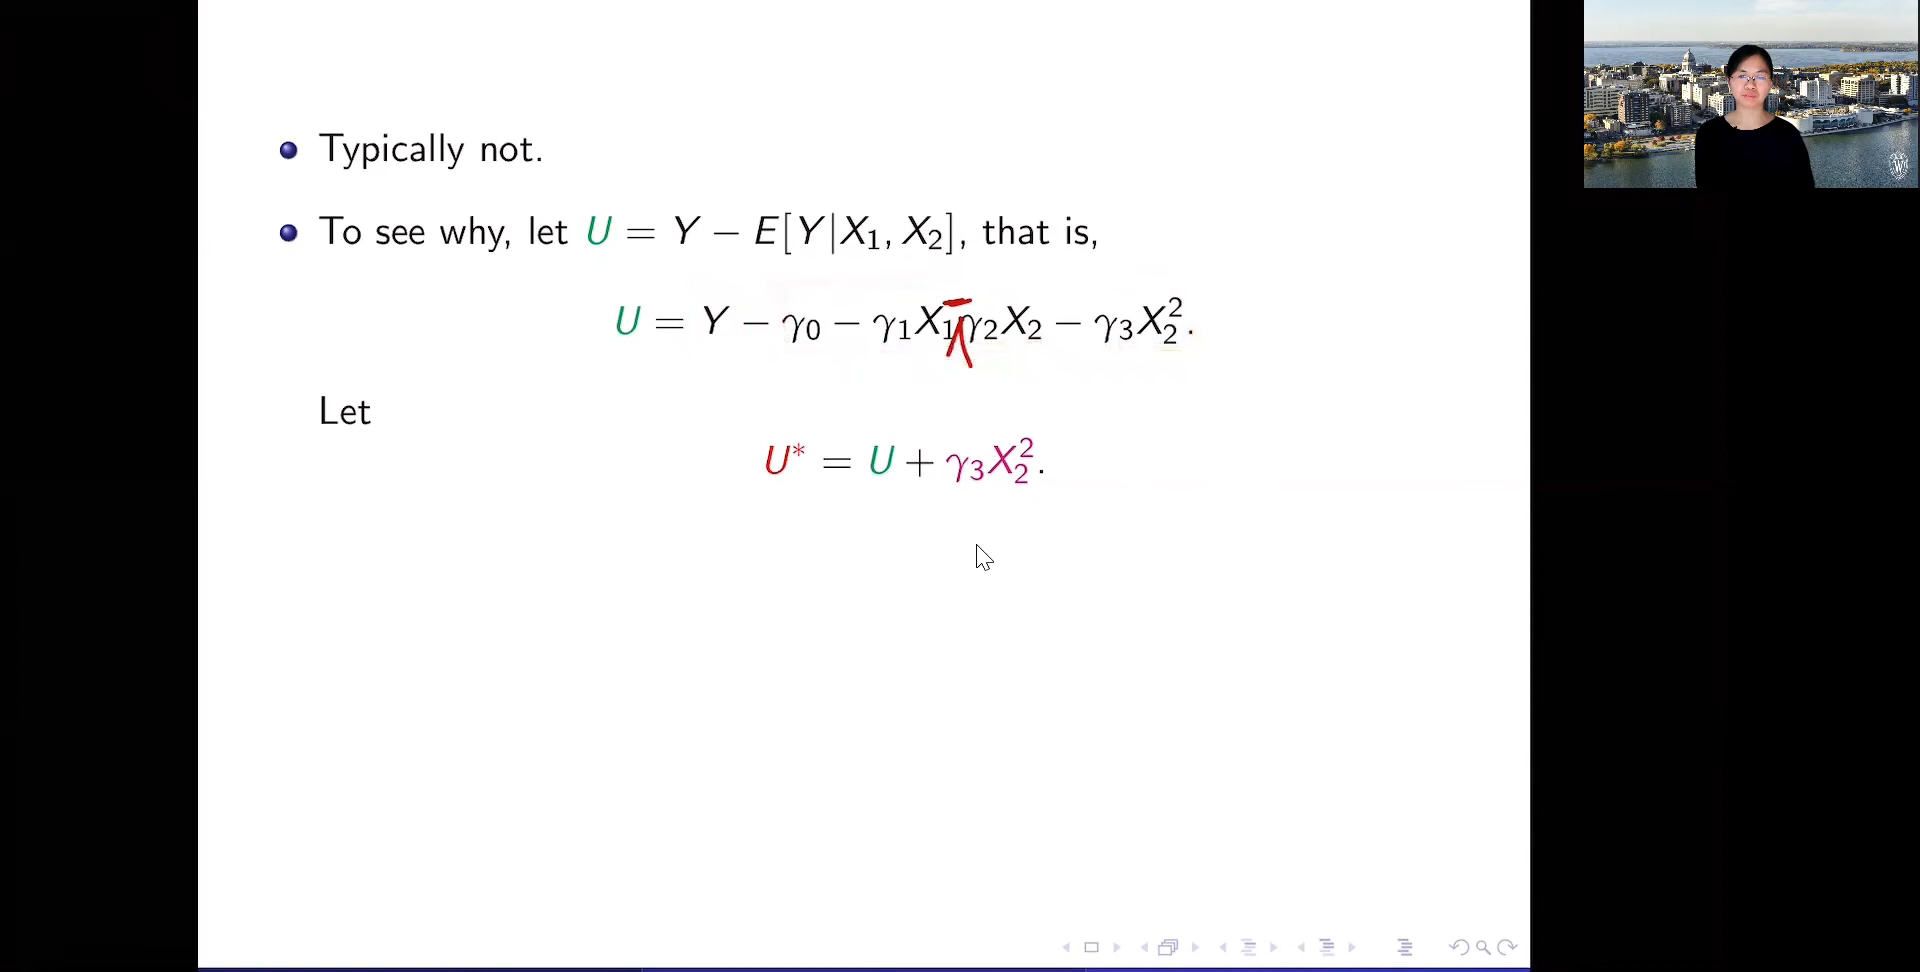 Typically not.
To see why, let U = Y − E[Y|X₁, X₂], that is,
U = Y − γ₀ − γ₁X₁ − γ₂X₂ − γ₃X₂².
Let
U* = U + γ₃X₂².
W